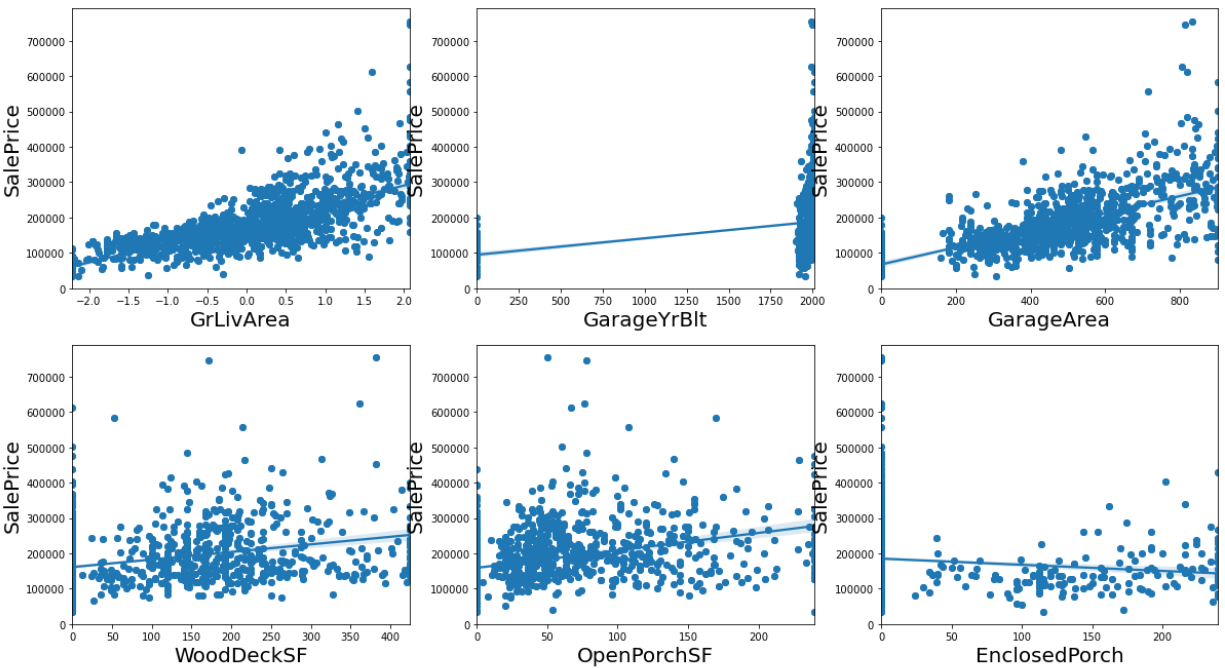 SalePrice
700000
600000
500000
400000
300000
200000
100000
0
−2.0 −1.5 −1.0 −0.5 0.0 0.5 1.0 1.5 2.0
GrLivArea
SalePrice
700000
600000
500000
400000
300000
200000
100000
0
0 250 500 750 1000 1250 1500 1750 2000
GarageYrBlt
SalePrice
700000
600000
500000
400000
300000
200000
100000
0
0 200 400 600 800
GarageArea
SalePrice
700000
600000
500000
400000
300000
200000
100000
0
0 50 100 150 200 250 300 350 400
WoodDeckSF
SalePrice
700000
600000
500000
400000
300000
200000
100000
0
0 50 100 150 200
OpenPorchSF
SalePrice
700000
600000
500000
400000
300000
200000
100000
0
0 50 100 150 200
EnclosedPorch